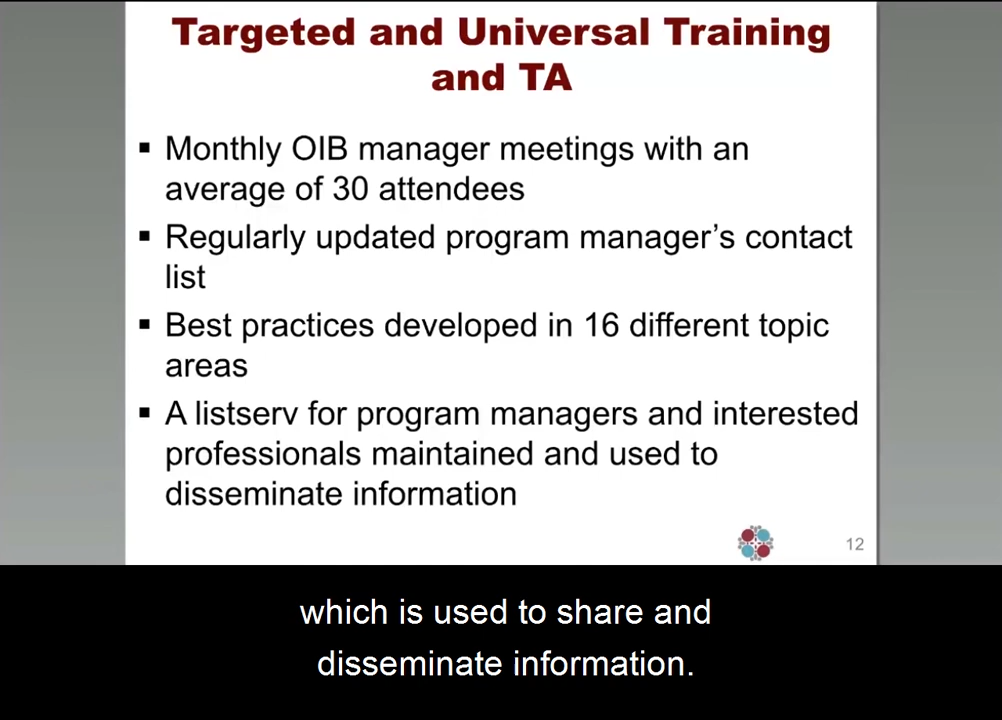 Targeted and Universal Training
and TA
▪ Monthly OIB manager meetings with an
average of 30 attendees
▪ Regularly updated program manager’s contact
list
▪ Best practices developed in 16 different topic
areas
▪ A listserv for program managers and interested
professionals maintained and used to
disseminate information
12
which is used to share and
disseminate information.